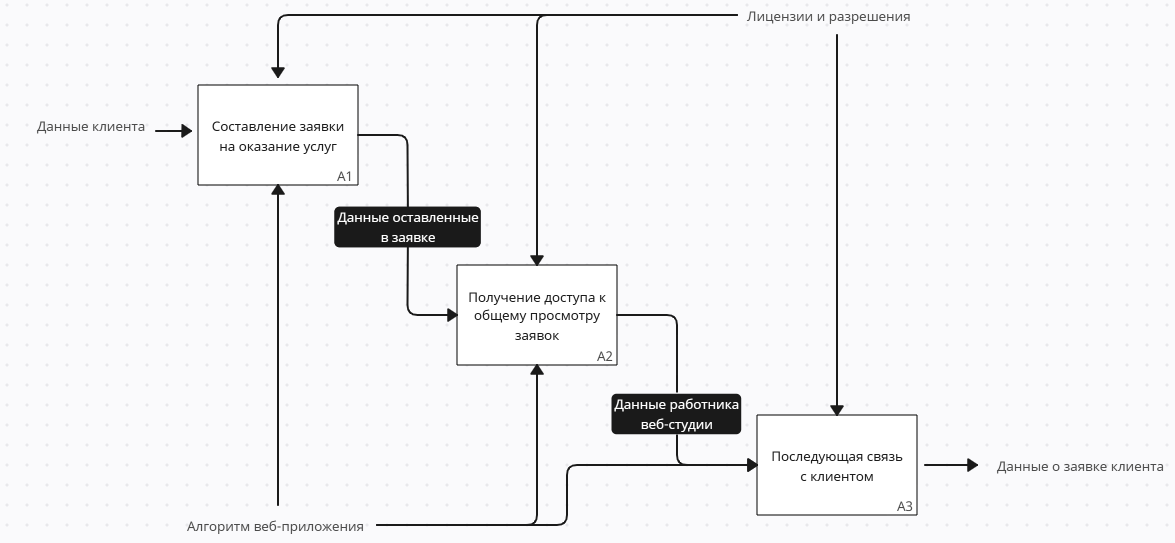 Лицензии и разрешения
Данные клиента
Составление заявки
на оказание услуг
A1
Данные оставленные
в заявке
Получение доступа к
общему просмотру
заявок
A2
Данные работника
веб-студии
Последующая связь
с клиентом
A3
Данные о заявке клиента
Алгоритм веб-приложения